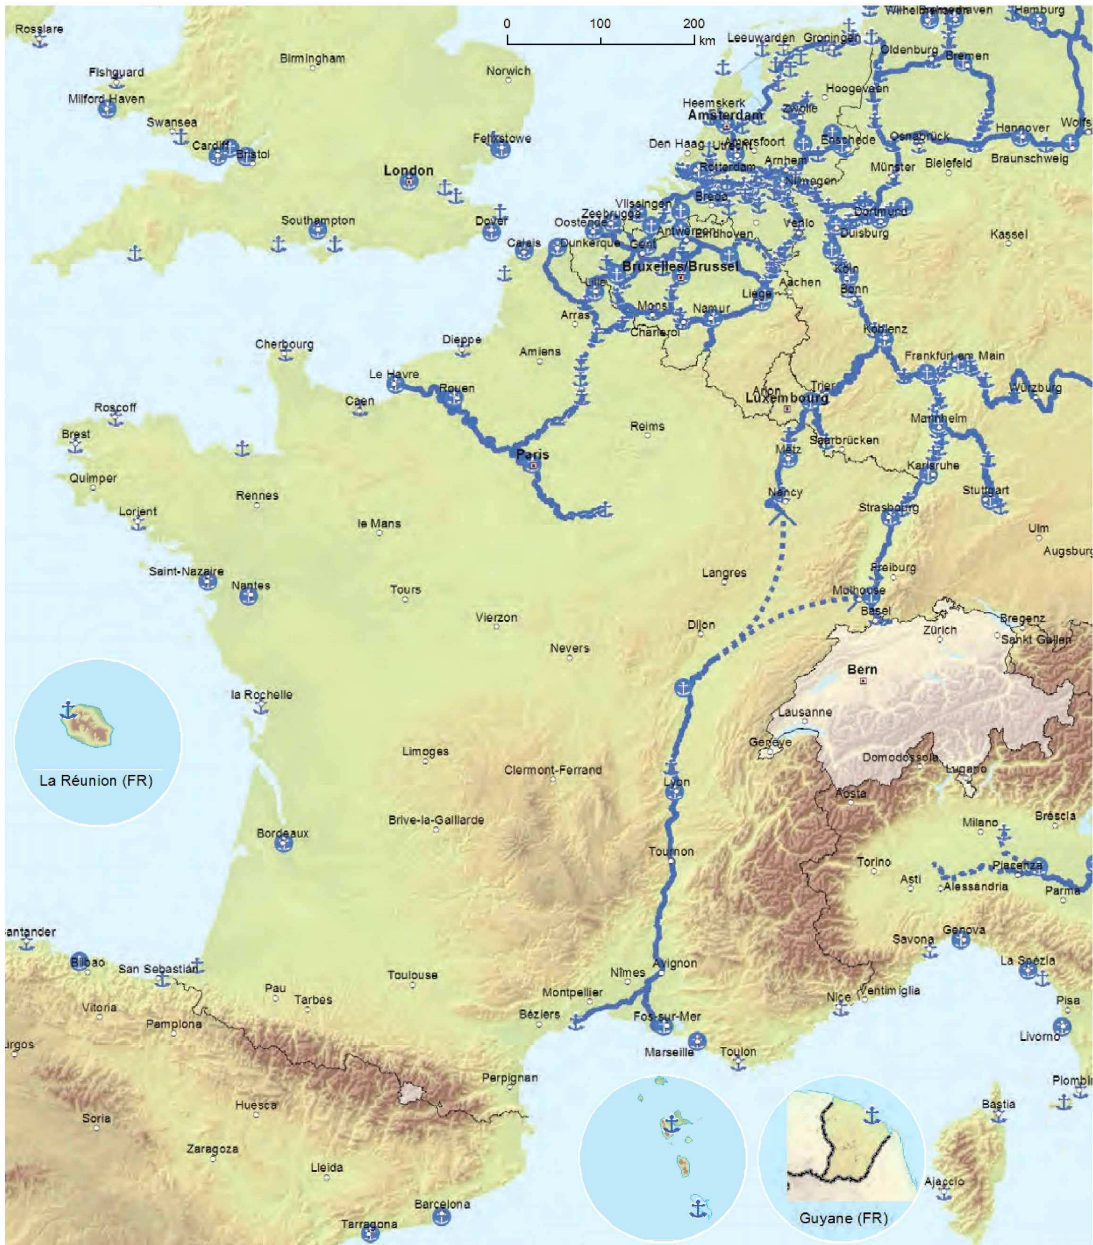 0 100 200
km
Rosslare
Fishguard
Milford Haven
Swansea
Cardiff
Bristol
Birmingham
Norwich
Felixstowe
London
Southampton
Dover
Calais
Leeuwarden
Groningen
Oldenburg
Bremen
Hamburg
Hoogeveen
Heemskerk
Amsterdam
Zwolle
Den Haag
Utrecht
Amersfoort
Enschede
Osnabrück
Hannover
Wolfs
Bielefeld
Braunschweig
Rotterdam
Arnhem
Nijmegen
Münster
Breda
Vlissingen
Zeebrugge
Oostende
Dunkerque
Gent
Antwerpen
Eindhoven
Venlo
Dortmund
Duisburg
Kassel
Bruxelles/Brussel
Lille
Köln
Bonn
Aachen
Liège
Mons
Namur
Charleroi
Arras
Koblenz
Frankfurt am Main
Würzburg
Cherbourg
Dieppe
Amiens
Le Havre
Rouen
Caen
Arlon
Trier
Luxembourg
Mannheim
Roscoff
Brest
Quimper
Lorient
Rennes
le Mans
Reims
Paris
Metz
Saarbrücken
Karlsruhe
Nancy
Strasbourg
Stuttgart
Ulm
Augsburg
Saint-Nazaire
Nantes
Tours
Vierzon
Nevers
Langres
Dijon
Freiburg
Mulhouse
Basel
Zürich
Bregenz
Sankt Gallen
Bern
Lausanne
Genève
Domodossola
Lugano
la Rochelle
La Réunion (FR)
Limoges
Clermont-Ferrand
Lyon
Aosta
Brescia
Milano
Bordeaux
Brive-la-Gaillarde
Tournon
Torino
Asti
Piacenza
Alessandria
Parma
Santander
Bilbao
San Sebastián
Pau
Tarbes
Toulouse
Nîmes
Avignon
Montpellier
Béziers
Fos-sur-Mer
Marseille
Toulon
Nice
Ventimiglia
Savona
Genova
La Spezia
Pisa
Livorno
Vitoria
Pamplona
urgos
Soria
Huesca
Zaragoza
Lleida
Perpignan
Barcelona
Tarragona
Bastia
Ajaccio
Piombin
Guyane (FR)